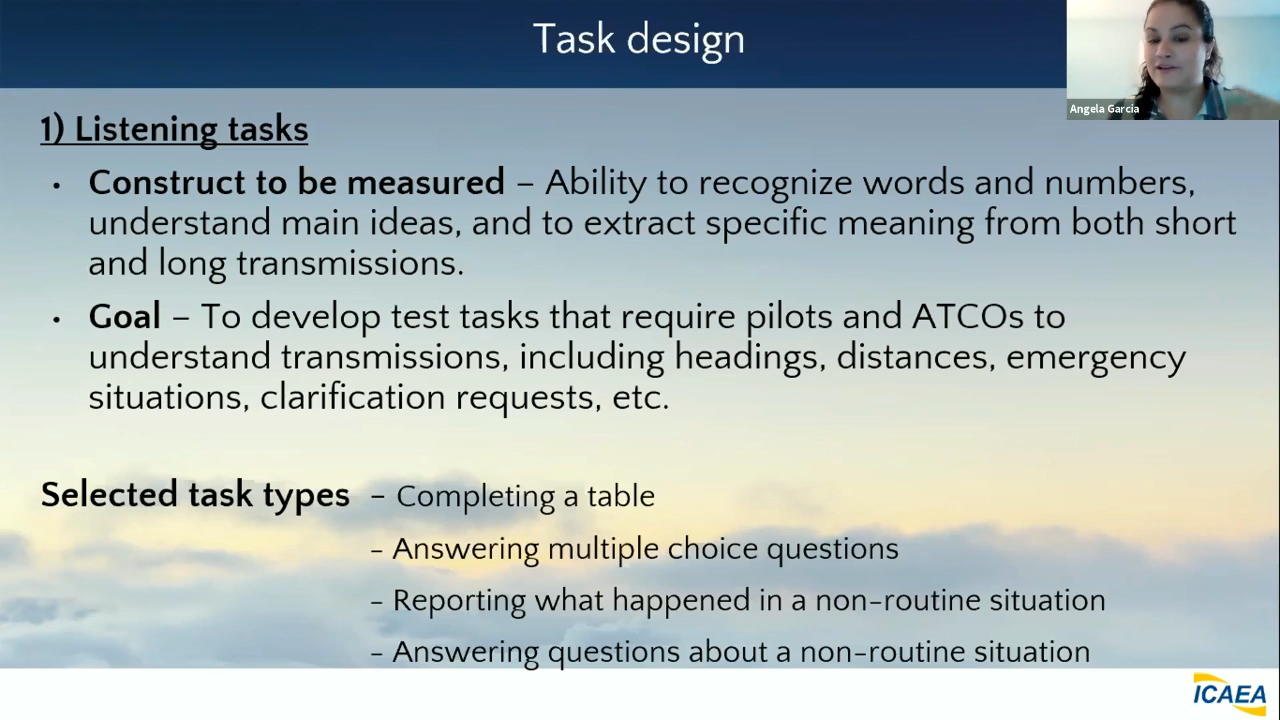 Task design
Angela Garcia
1) Listening tasks
• Construct to be measured – Ability to recognize words and numbers,
understand main ideas, and to extract specific meaning from both short
and long transmissions.
• Goal – To develop test tasks that require pilots and ATCOs to
understand transmissions, including headings, distances, emergency
situations, clarification requests, etc.
Selected task types – Completing a table
– Answering multiple choice questions
– Reporting what happened in a non-routine situation
– Answering questions about a non-routine situation
ICAEA